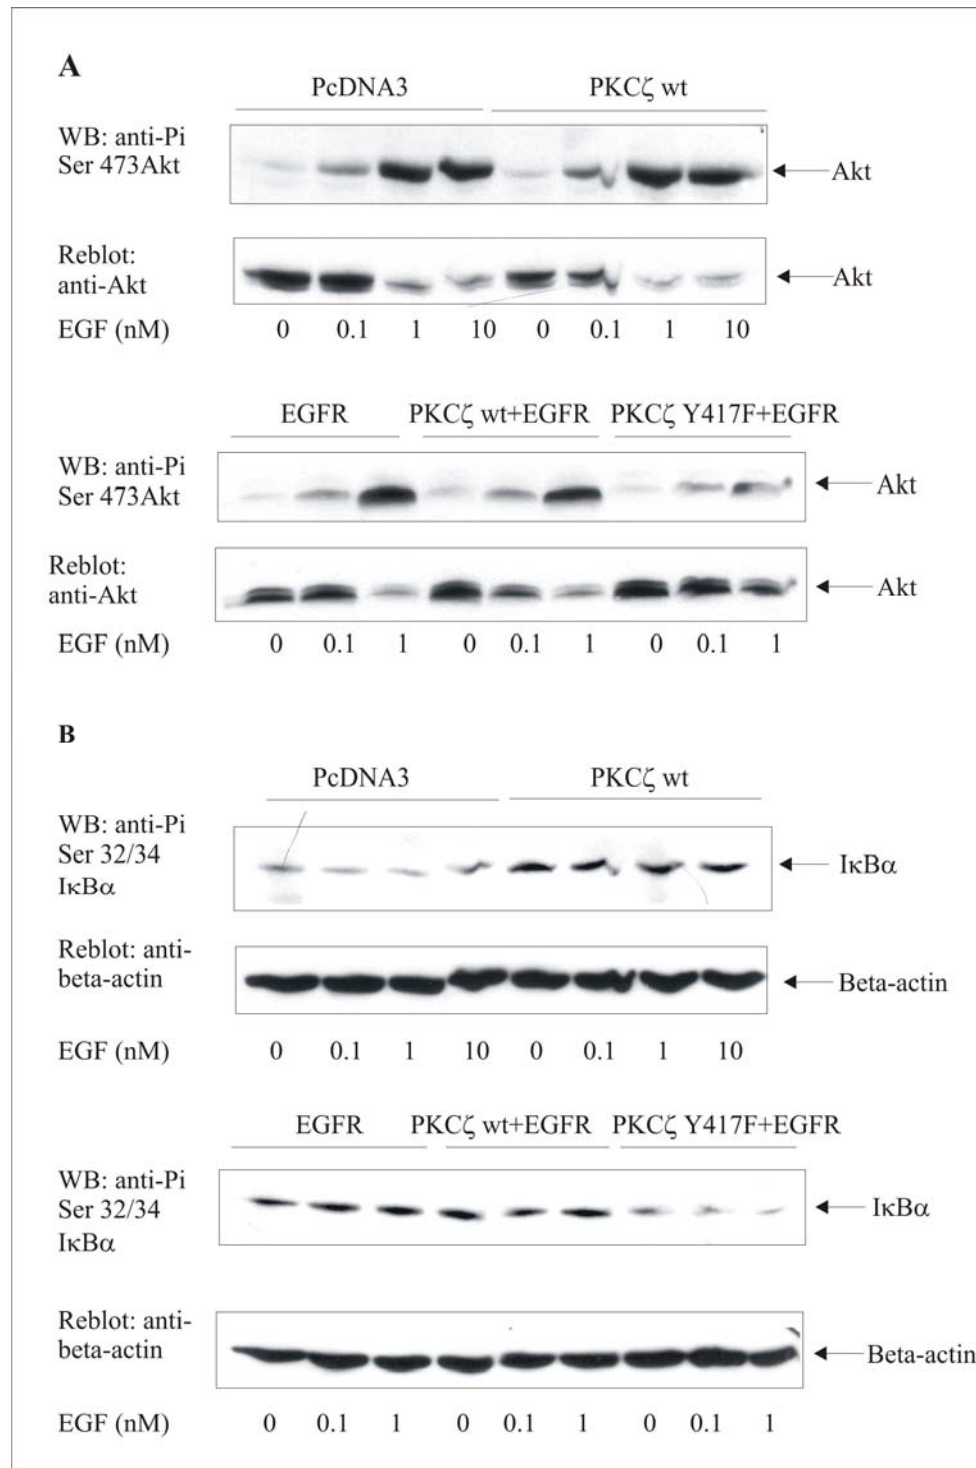 A
PcDNA3 PKCζ wt
WB: anti-Pi
Ser 473Akt
Akt
Reblot:
anti-Akt
Akt
EGF (nM) 0 0.1 1 10 0 0.1 1 10
EGFR PKCζ wt+EGFR PKCζ Y417F+EGFR
WB: anti-Pi
Ser 473Akt
Akt
Reblot:
anti-Akt
Akt
EGF (nM) 0 0.1 1 0 0.1 1 0 0.1 1
B
PcDNA3 PKCζ wt
WB: anti-Pi
Ser 32/34
IκBα
IκBα
Reblot: anti-
beta-actin
Beta-actin
EGF (nM) 0 0.1 1 10 0 0.1 1 10
EGFR PKCζ wt+EGFR PKCζ Y417F+EGFR
WB: anti-Pi
Ser 32/34
IκBα
IκBα
Reblot: anti-
beta-actin
Beta-actin
EGF (nM) 0 0.1 1 0 0.1 1 0 0.1 1